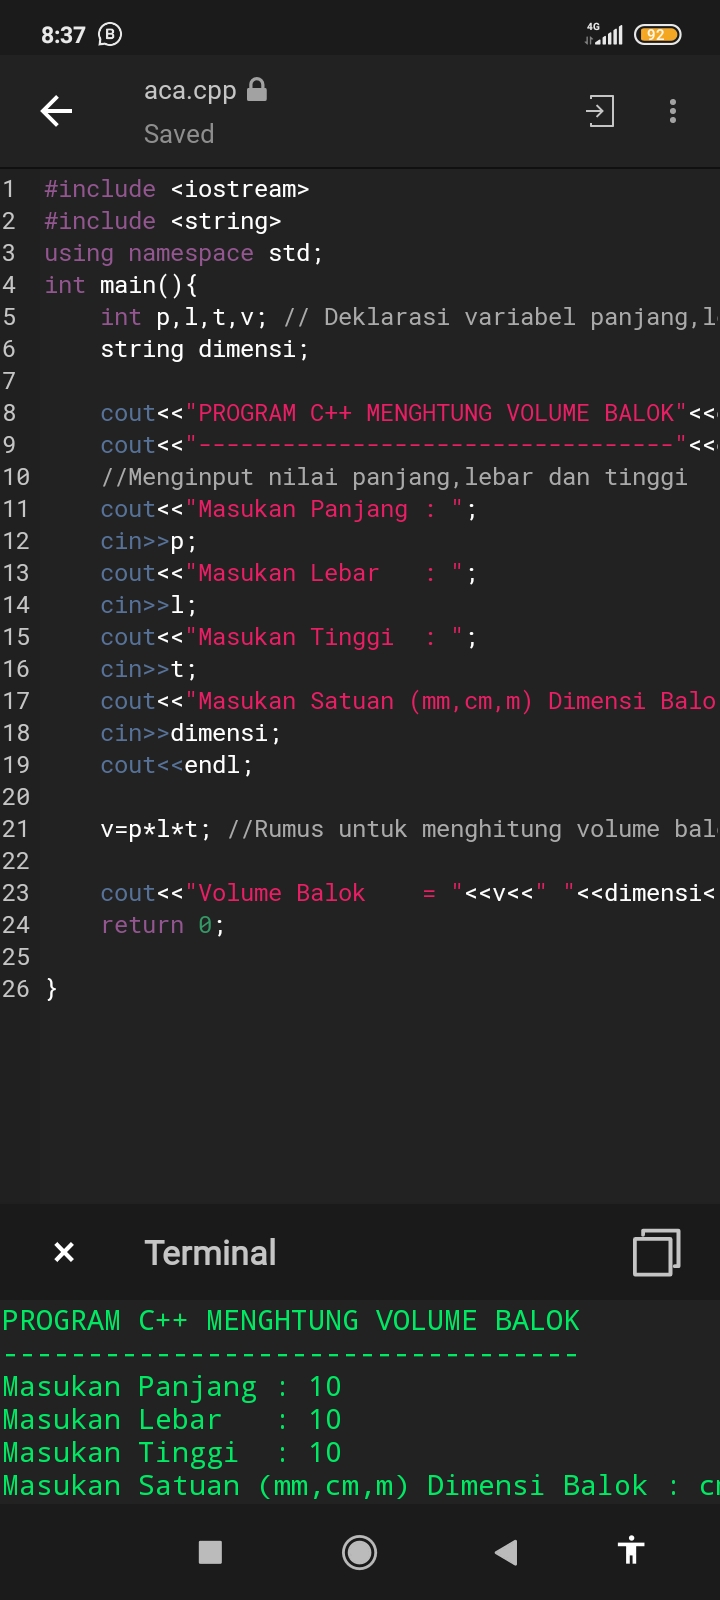 8:37 B 4G 92
aca.cpp
Saved
1 #include <iostream>
2 #include <string>
3 using namespace std;
4 int main(){
5     int p,l,t,v; // Deklarasi variabel panjang,l
6     string dimensi;
7
8     cout<<"PROGRAM C++ MENGHTUNG VOLUME BALOK"<<
9     cout<<"----------------------------------"<<
10     //Menginput nilai panjang,lebar dan tinggi
11     cout<<"Masukan Panjang : ";
12     cin>>p;
13     cout<<"Masukan Lebar   : ";
14     cin>>l;
15     cout<<"Masukan Tinggi  : ";
16     cin>>t;
17     cout<<"Masukan Satuan (mm,cm,m) Dimensi Balo
18     cin>>dimensi;
19     cout<<endl;
20
21     v=p*l*t; //Rumus untuk menghitung volume bal
22
23     cout<<"Volume Balok    = "<<v<<" "<<dimensi<
24     return 0;
25
26 }
Terminal
PROGRAM C++ MENGHTUNG VOLUME BALOK
----------------------------------
Masukan Panjang : 10
Masukan Lebar   : 10
Masukan Tinggi  : 10
Masukan Satuan (mm,cm,m) Dimensi Balok : c